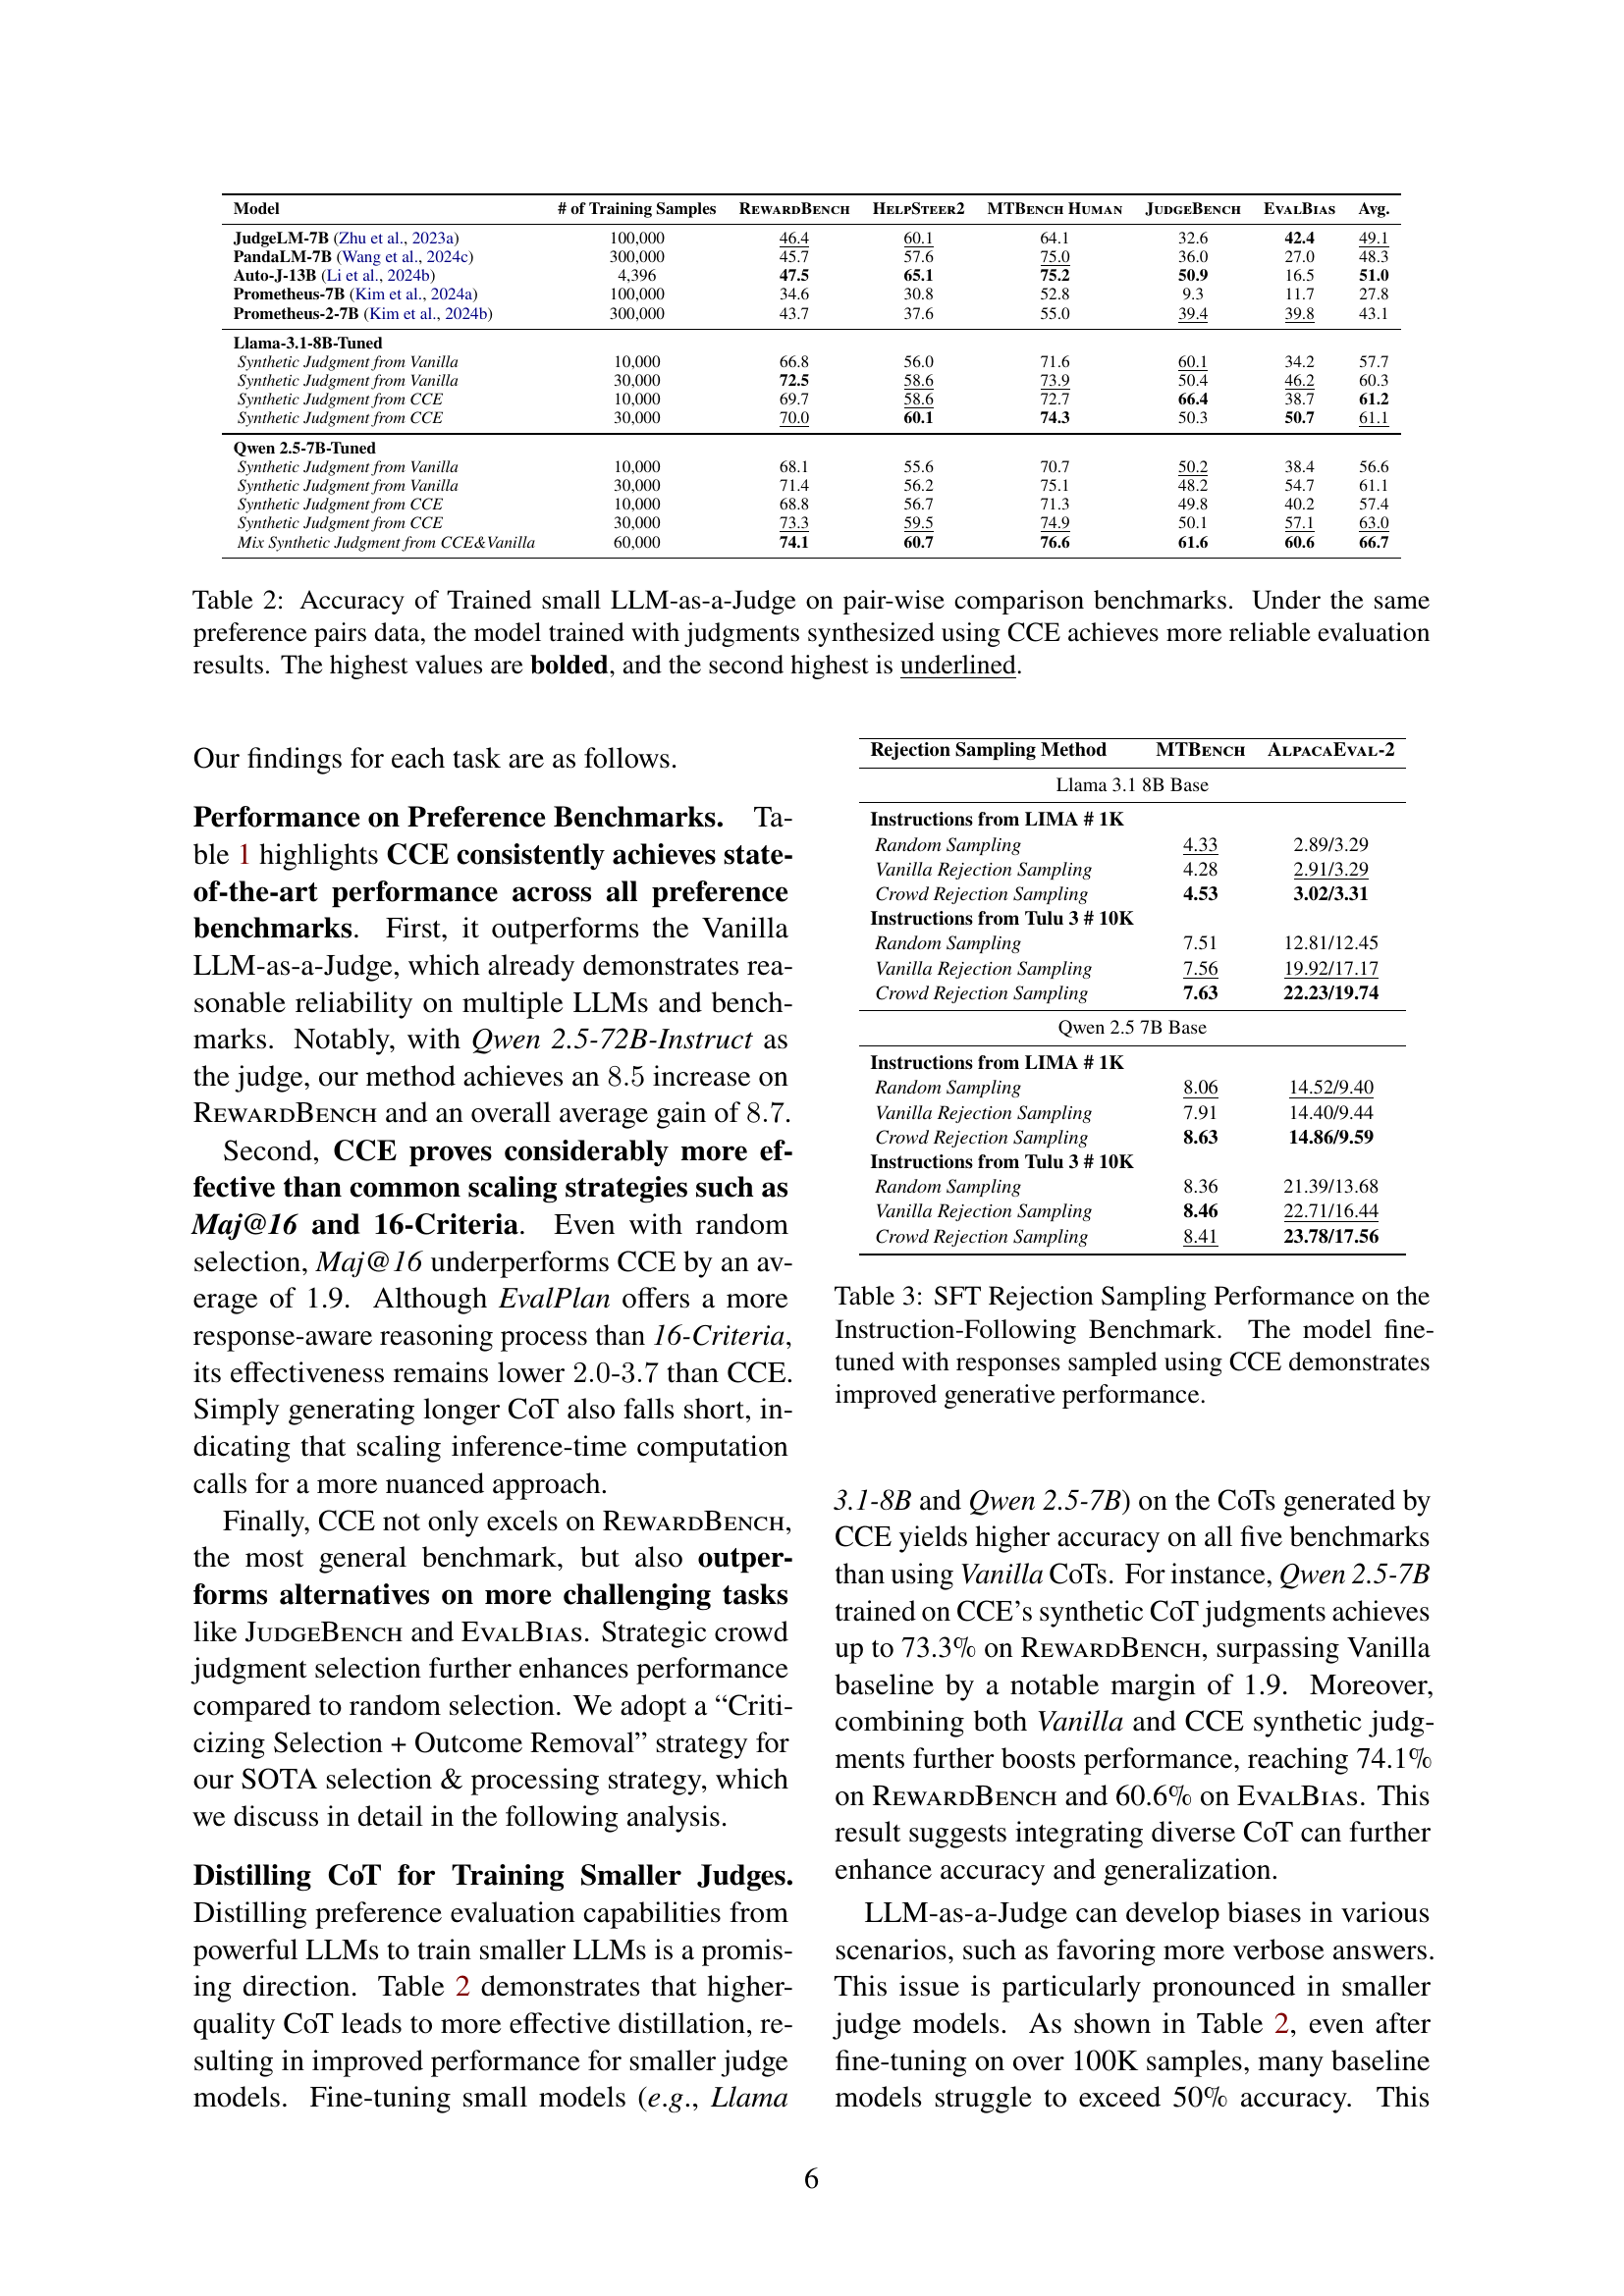 Model # of Training Samples REWARDBENCH HELPSTEER2 MTBENCH HUMAN JUDGEBENCH EVALBIAS Avg.
JudgeLM-7B (Zhu et al., 2023a) 100,000 46.4 60.1 64.1 32.6 42.4 49.1
PandaLM-7B (Wang et al., 2024c) 300,000 45.7 57.6 75.0 36.0 27.0 48.3
Auto-J-13B (Li et al., 2024b) 4,396 47.5 65.1 75.2 50.9 16.5 51.0
Prometheus-7B (Kim et al., 2024a) 100,000 34.6 30.8 52.8 9.3 11.7 27.8
Prometheus-2-7B (Kim et al., 2024b) 300,000 43.7 37.6 55.0 39.4 39.8 43.1
Llama-3.1-8B-Tuned
Synthetic Judgment from Vanilla 10,000 66.8 56.0 71.6 60.1 34.2 57.7
Synthetic Judgment from Vanilla 30,000 72.5 58.6 73.9 50.4 46.2 60.3
Synthetic Judgment from CCE 10,000 69.7 58.6 72.7 66.4 38.7 61.2
Synthetic Judgment from CCE 30,000 70.0 60.1 74.3 50.3 50.7 61.1
Qwen 2.5-7B-Tuned
Synthetic Judgment from Vanilla 10,000 68.1 55.6 70.7 50.2 38.4 56.6
Synthetic Judgment from Vanilla 30,000 71.4 56.2 75.1 48.2 54.7 61.1
Synthetic Judgment from CCE 10,000 68.8 56.7 71.3 49.8 40.2 57.4
Synthetic Judgment from CCE 30,000 73.3 59.5 74.9 50.1 57.1 63.0
Mix Synthetic Judgment from CCE&Vanilla 60,000 74.1 60.7 76.6 61.6 60.6 66.7
Table 2: Accuracy of Trained small LLM-as-a-Judge on pair-wise comparison benchmarks. Under the same
preference pairs data, the model trained with judgments synthesized using CCE achieves more reliable evaluation
results. The highest values are bolded, and the second highest is underlined.
Our findings for each task are as follows.
Performance on Preference Benchmarks. Ta-
ble 1 highlights CCE consistently achieves state-
of-the-art performance across all preference
benchmarks. First, it outperforms the Vanilla
LLM-as-a-Judge, which already demonstrates rea-
sonable reliability on multiple LLMs and bench-
marks. Notably, with Qwen 2.5-72B-Instruct as
the judge, our method achieves an 8.5 increase on
REWARDBENCH and an overall average gain of 8.7.
Second, CCE proves considerably more ef-
fective than common scaling strategies such as
Maj@16 and 16-Criteria. Even with random
selection, Maj@16 underperforms CCE by an av-
erage of 1.9. Although EvalPlan offers a more
response-aware reasoning process than 16-Criteria,
its effectiveness remains lower 2.0-3.7 than CCE.
Simply generating longer CoT also falls short, in-
dicating that scaling inference-time computation
calls for a more nuanced approach.
Finally, CCE not only excels on REWARDBENCH,
the most general benchmark, but also outper-
forms alternatives on more challenging tasks
like JUDGEBENCH and EVALBIAS. Strategic crowd
judgment selection further enhances performance
compared to random selection. We adopt a “Criti-
cizing Selection + Outcome Removal” strategy for
our SOTA selection & processing strategy, which
we discuss in detail in the following analysis.
Distilling CoT for Training Smaller Judges.
Distilling preference evaluation capabilities from
powerful LLMs to train smaller LLMs is a promis-
ing direction. Table 2 demonstrates that higher-
quality CoT leads to more effective distillation, re-
sulting in improved performance for smaller judge
models. Fine-tuning small models (e.g., Llama
Rejection Sampling Method MTBENCH ALPACAEVAL-2
Llama 3.1 8B Base
Instructions from LIMA # 1K
Random Sampling 4.33 2.89/3.29
Vanilla Rejection Sampling 4.28 2.91/3.29
Crowd Rejection Sampling 4.53 3.02/3.31
Instructions from Tulu 3 # 10K
Random Sampling 7.51 12.81/12.45
Vanilla Rejection Sampling 7.56 19.92/17.17
Crowd Rejection Sampling 7.63 22.23/19.74
Qwen 2.5 7B Base
Instructions from LIMA # 1K
Random Sampling 8.06 14.52/9.40
Vanilla Rejection Sampling 7.91 14.40/9.44
Crowd Rejection Sampling 8.63 14.86/9.59
Instructions from Tulu 3 # 10K
Random Sampling 8.36 21.39/13.68
Vanilla Rejection Sampling 8.46 22.71/16.44
Crowd Rejection Sampling 8.41 23.78/17.56
Table 3: SFT Rejection Sampling Performance on the
Instruction-Following Benchmark. The model fine-
tuned with responses sampled using CCE demonstrates
improved generative performance.
3.1-8B and Qwen 2.5-7B) on the CoTs generated by
CCE yields higher accuracy on all five benchmarks
than using Vanilla CoTs. For instance, Qwen 2.5-7B
trained on CCE’s synthetic CoT judgments achieves
up to 73.3% on REWARDBENCH, surpassing Vanilla
baseline by a notable margin of 1.9. Moreover,
combining both Vanilla and CCE synthetic judg-
ments further boosts performance, reaching 74.1%
on REWARDBENCH and 60.6% on EVALBIAS. This
result suggests integrating diverse CoT can further
enhance accuracy and generalization.
LLM-as-a-Judge can develop biases in various
scenarios, such as favoring more verbose answers.
This issue is particularly pronounced in smaller
judge models. As shown in Table 2, even after
fine-tuning on over 100K samples, many baseline
models struggle to exceed 50% accuracy. This
6